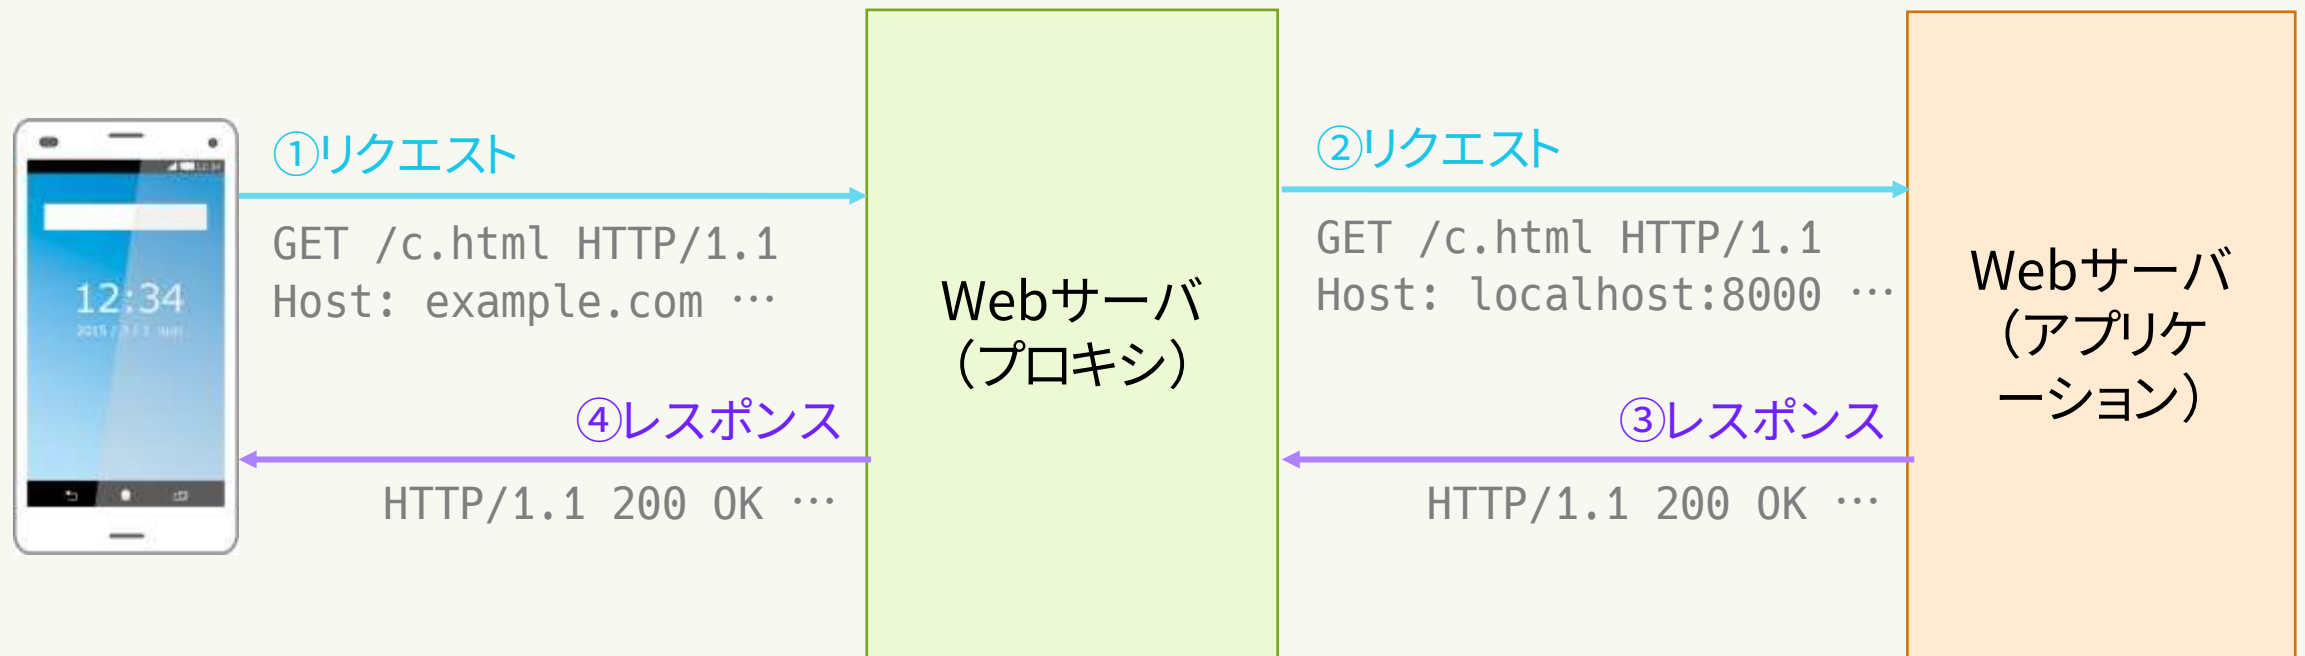 12:34
①リクエスト
GET /c.html HTTP/1.1
Host: example.com …
④レスポンス
HTTP/1.1 200 OK …
Webサーバ
（プロキシ）
②リクエスト
GET /c.html HTTP/1.1
Host: localhost:8000 …
③レスポンス
HTTP/1.1 200 OK …
Webサーバ
（アプリケ
ーション）